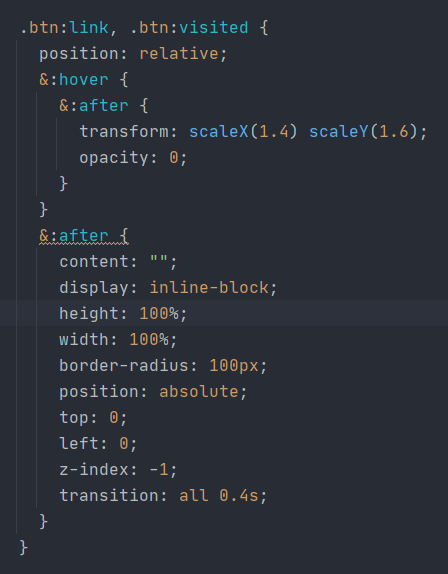 .btn:link, .btn:visited {
  position: relative;
  &:hover {
    &:after {
      transform: scaleX(1.4) scaleY(1.6);
      opacity: 0;
    }
  }
  &:after {
    content: "";
    display: inline-block;
    height: 100%;
    width: 100%;
    border-radius: 100px;
    position: absolute;
    top: 0;
    left: 0;
    z-index: -1;
    transition: all 0.4s;
  }
}